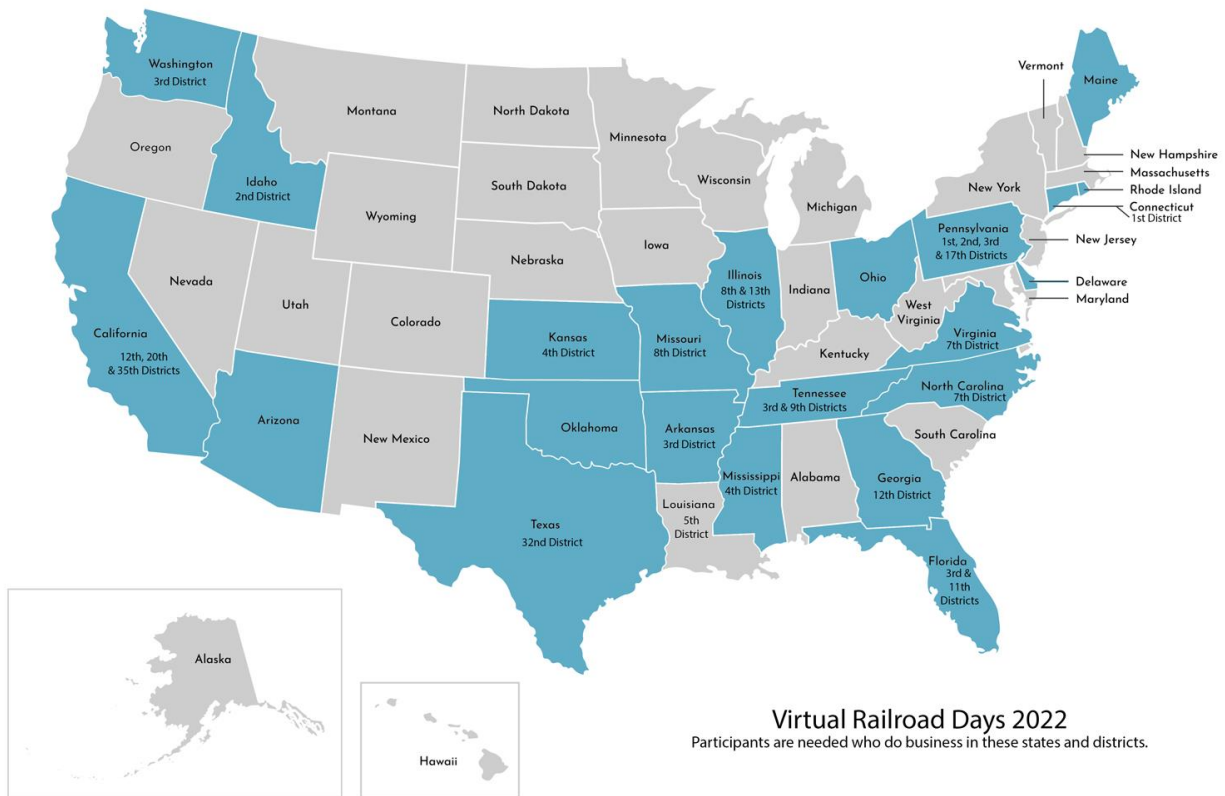 Washington
3rd District
Montana
North Dakota
Minnesota
Vermont
Maine
Oregon
Idaho
2nd District
South Dakota
Wisconsin
Michigan
New York
New Hampshire
Massachusetts
Rhode Island
Connecticut
1st District
Wyoming
Iowa
Nebraska
Pennsylvania
1st, 2nd, 3rd
& 17th Districts
New Jersey
Nevada
Utah
Colorado
Illinois
8th & 13th
Districts
Indiana
Ohio
West
Virginia
Delaware
Maryland
California
12th, 20th
& 35th Districts
Kansas
4th District
Missouri
8th District
Kentucky
Virginia
7th District
Arizona
New Mexico
Oklahoma
Arkansas
3rd District
Tennessee
3rd & 9th Districts
North Carolina
7th District
South Carolina
Mississippi
4th District
Alabama
Georgia
12th District
Texas
32nd District
Louisiana
5th
District
Florida
3rd &
11th
Districts
Alaska
Hawaii
Virtual Railroad Days 2022
Participants are needed who do business in these states and districts.